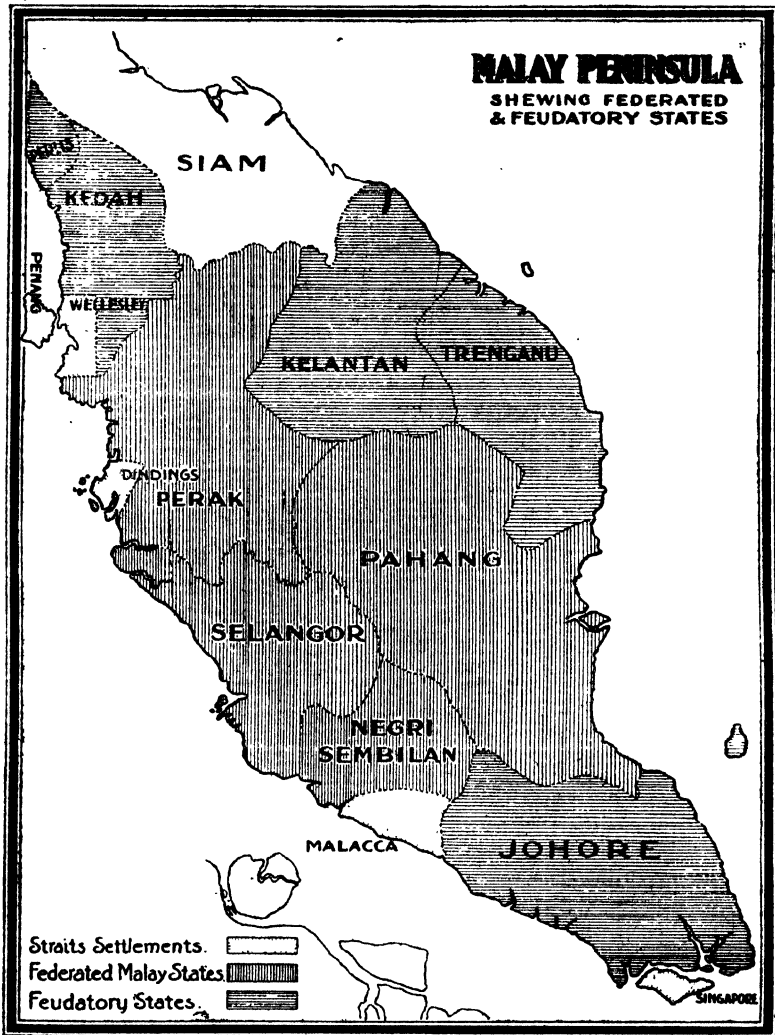 MALAY PENINSULA
SHEWING FEDERATED
& FEUDATORY STATES
SIAM
PERLIS
KEDAH
PENANG
WELLESLEY
KELANTAN
TRENGANU
DINDINGS
PERAK
PAHANG
SELANGOR
NEGRI
SEMBILAN
MALACCA
JOHORE
SINGAPORE
Straits Settlements.
Federated Malay States.
Feudatory States.